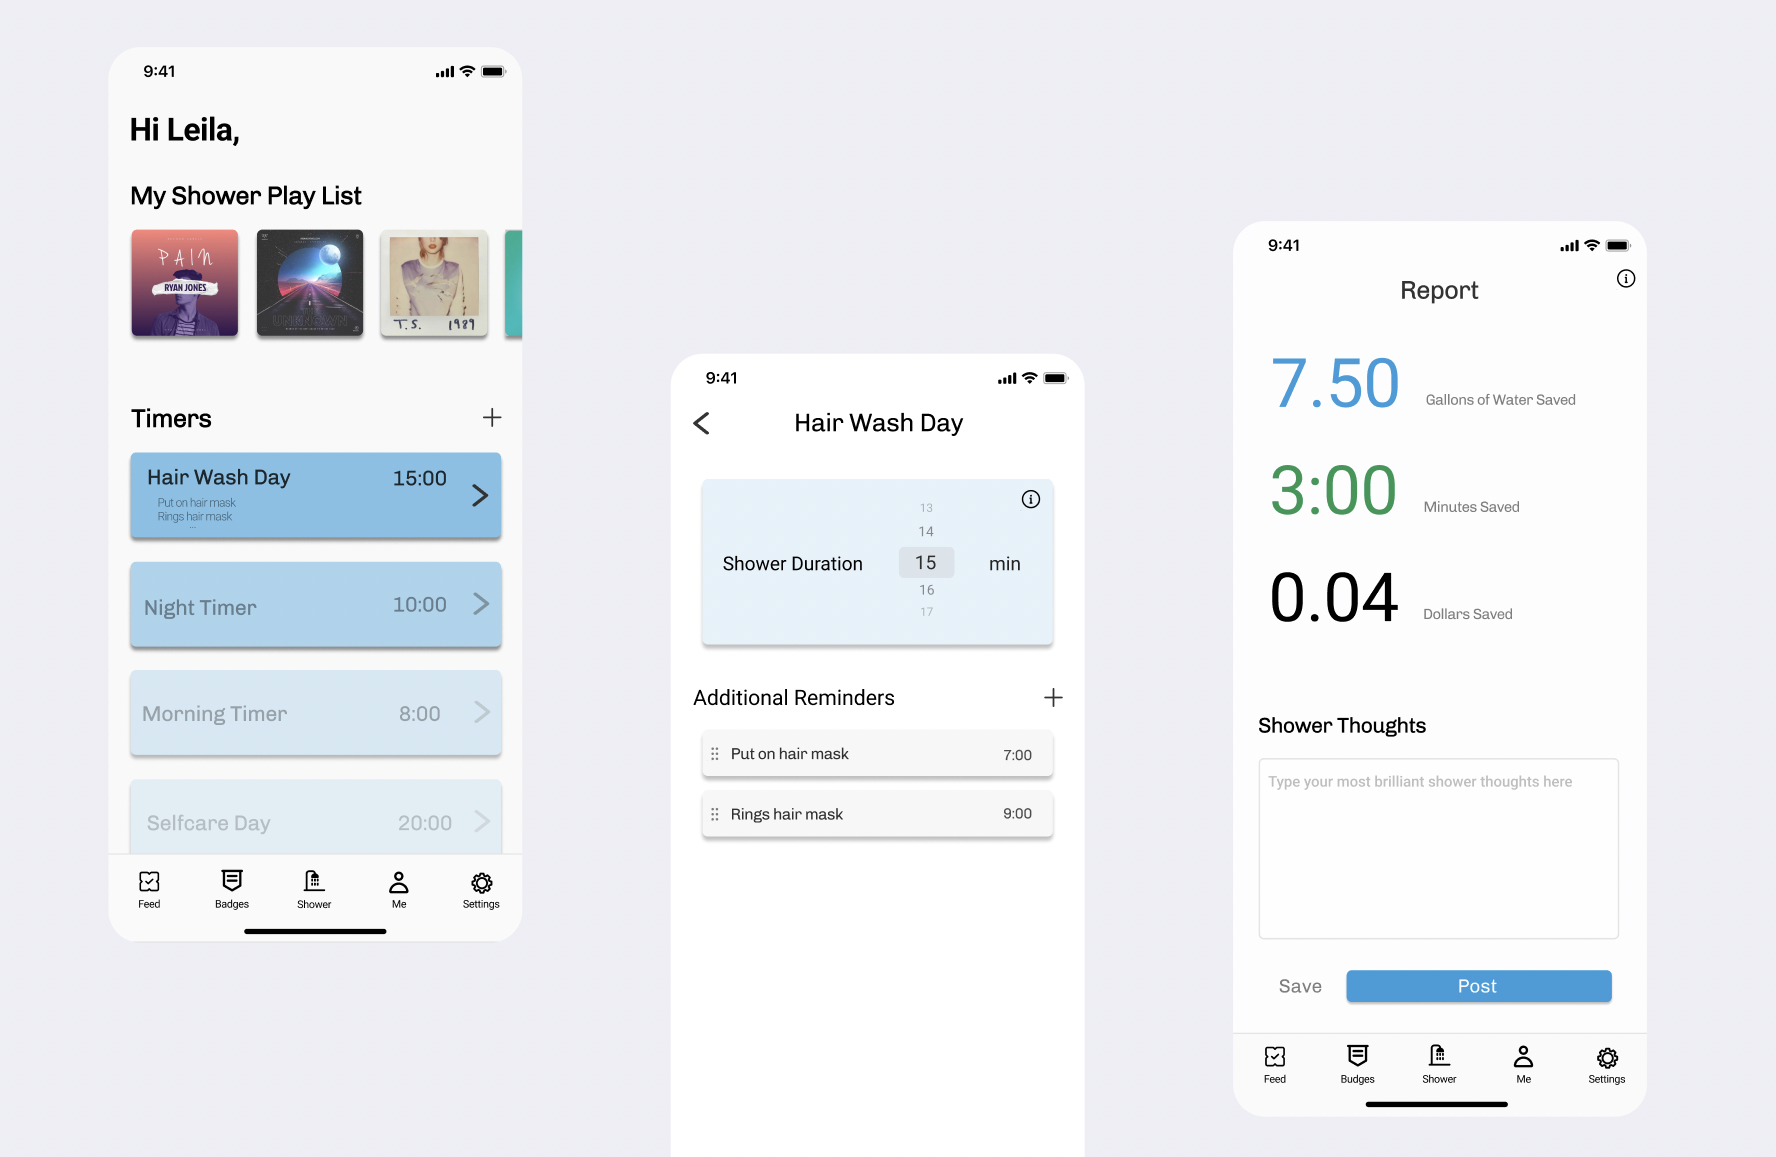 9:41
Hi Leila,
My Shower Play List
PAIN
RYAN JONES
UNKNOWN
T.S. 1989
Timers
Hair Wash Day 15:00
Put on hair mask
Rings hair mask
...
Night Timer 10:00
Morning Timer 8:00
Selfcare Day 20:00
Feed Badges Shower Me Settings
9:41
Hair Wash Day
13
14
Shower Duration 15 min
16
17
Additional Reminders
Put on hair mask 7:00
Rings hair mask 9:00
9:41
Report
7.50 Gallons of Water Saved
3:00 Minutes Saved
0.04 Dollars Saved
Shower Thoughts
Type your most brilliant shower thoughts here
Save Post
Feed Budges Shower Me Settings